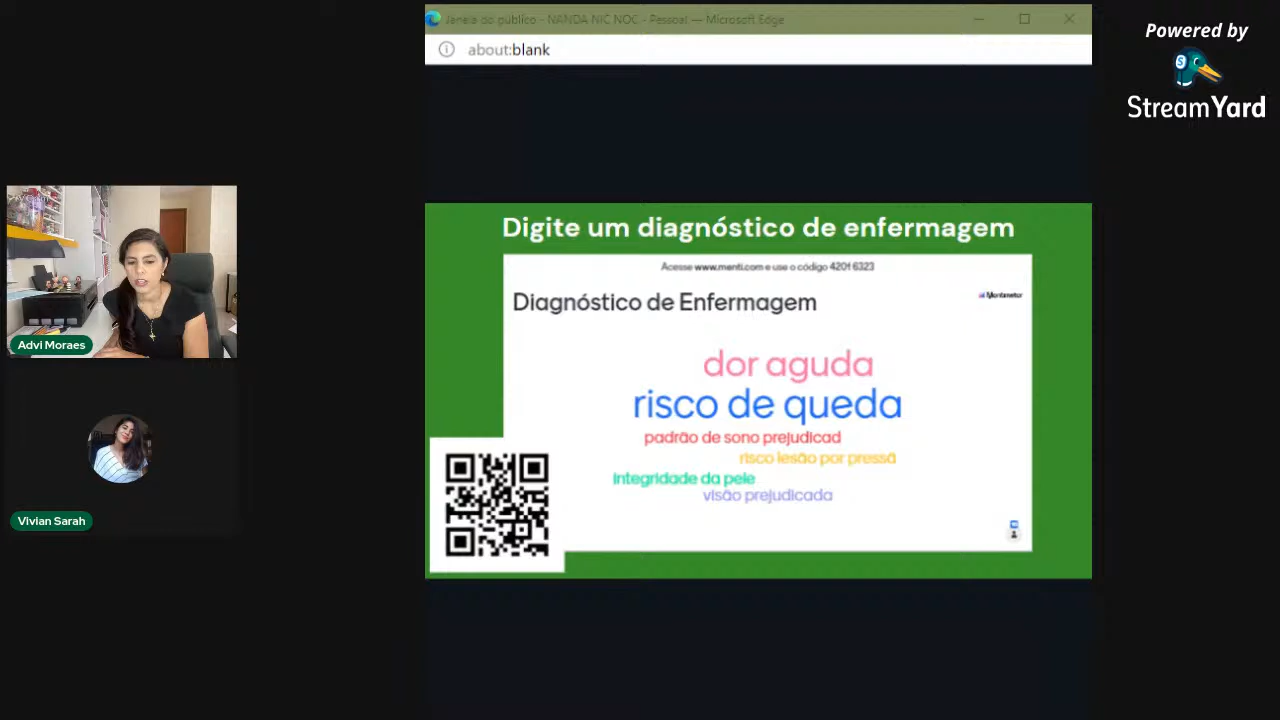 Janela do público - NANDA NIC NOC - Pessoal — Microsoft Edge
about:blank
Powered by
StreamYard
Digite um diagnóstico de enfermagem
Acesse www.menti.com e use o código 4201 6323
Diagnóstico de Enfermagem
Mentimeter
dor aguda
risco de queda
padrão de sono prejudicad
risco lesão por pressã
integridade da pele
visão prejudicada
Advi Moraes
Vivian Sarah